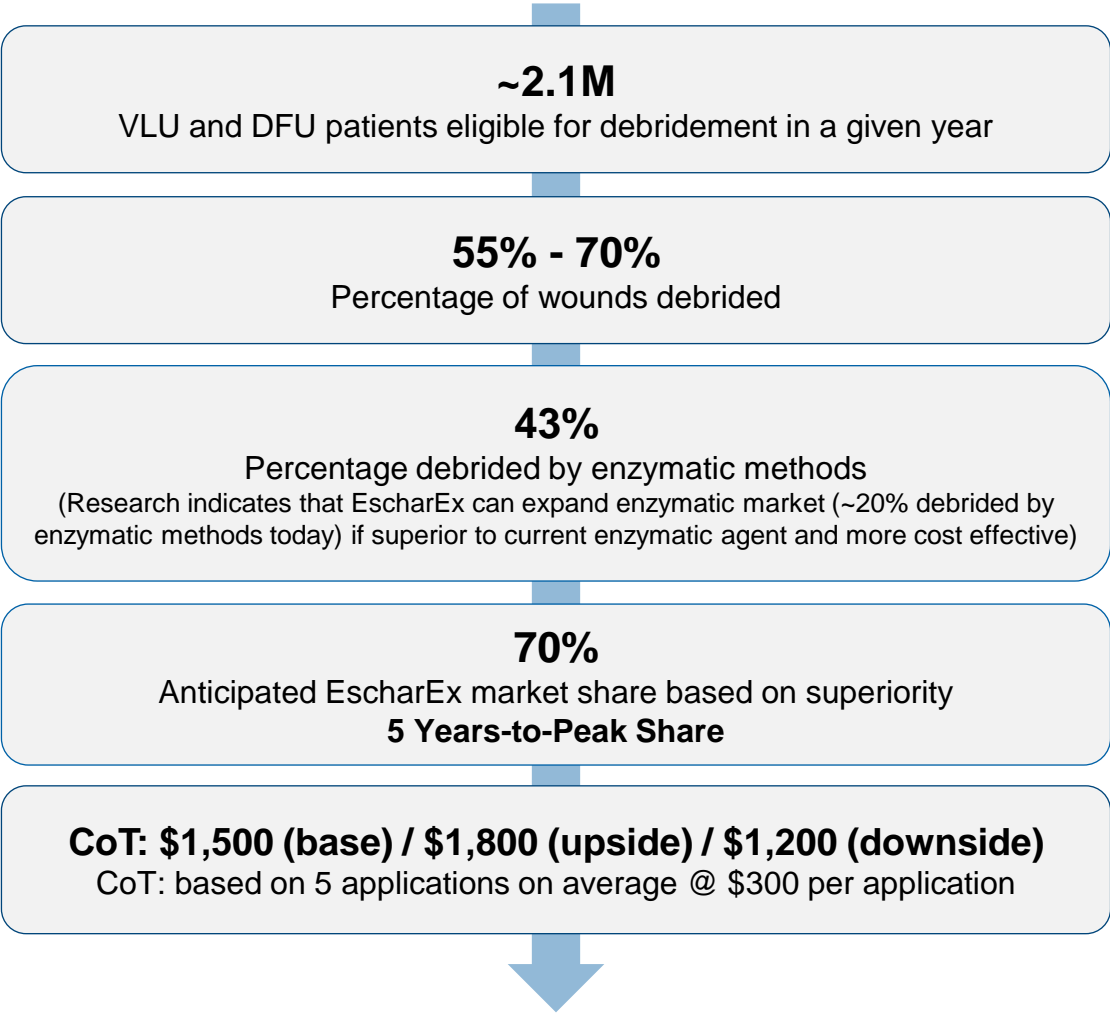 ~2.1M
VLU and DFU patients eligible for debridement in a given year
55% - 70%
Percentage of wounds debrided
43%
Percentage debrided by enzymatic methods
(Research indicates that EscharEx can expand enzymatic market (~20% debrided by
enzymatic methods today) if superior to current enzymatic agent and more cost effective)
70%
Anticipated EscharEx market share based on superiority
5 Years-to-Peak Share
CoT: $1,500 (base) / $1,800 (upside) / $1,200 (downside)
CoT: based on 5 applications on average @ $300 per application